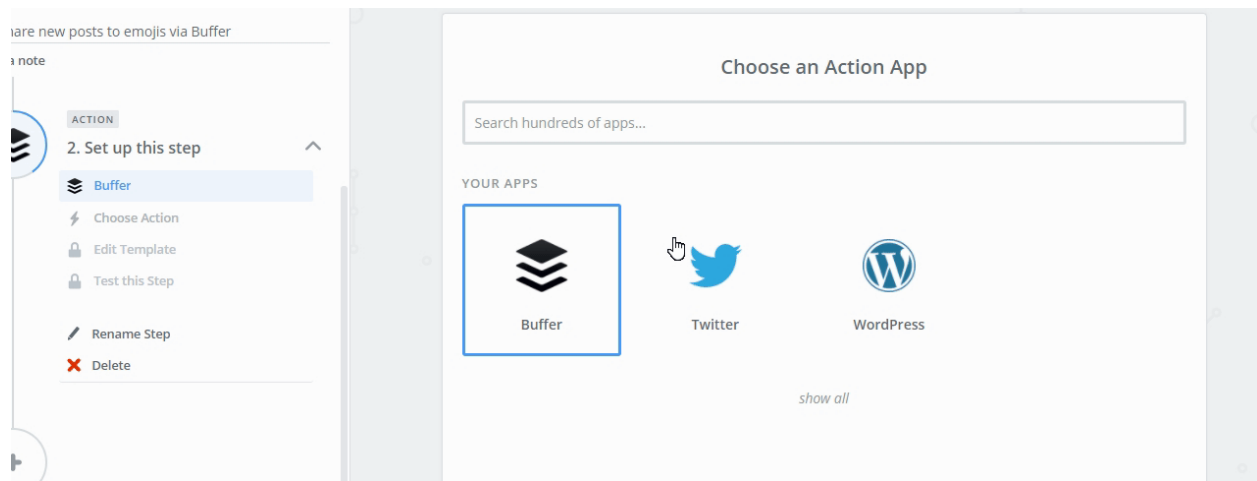 new posts to emojis via Buffer
note
ACTION
2. Set up this step
Buffer
Choose Action
Edit Template
Test this Step
Rename Step
Delete
Choose an Action App
Search hundreds of apps...
YOUR APPS
Buffer
Twitter
WordPress
show all